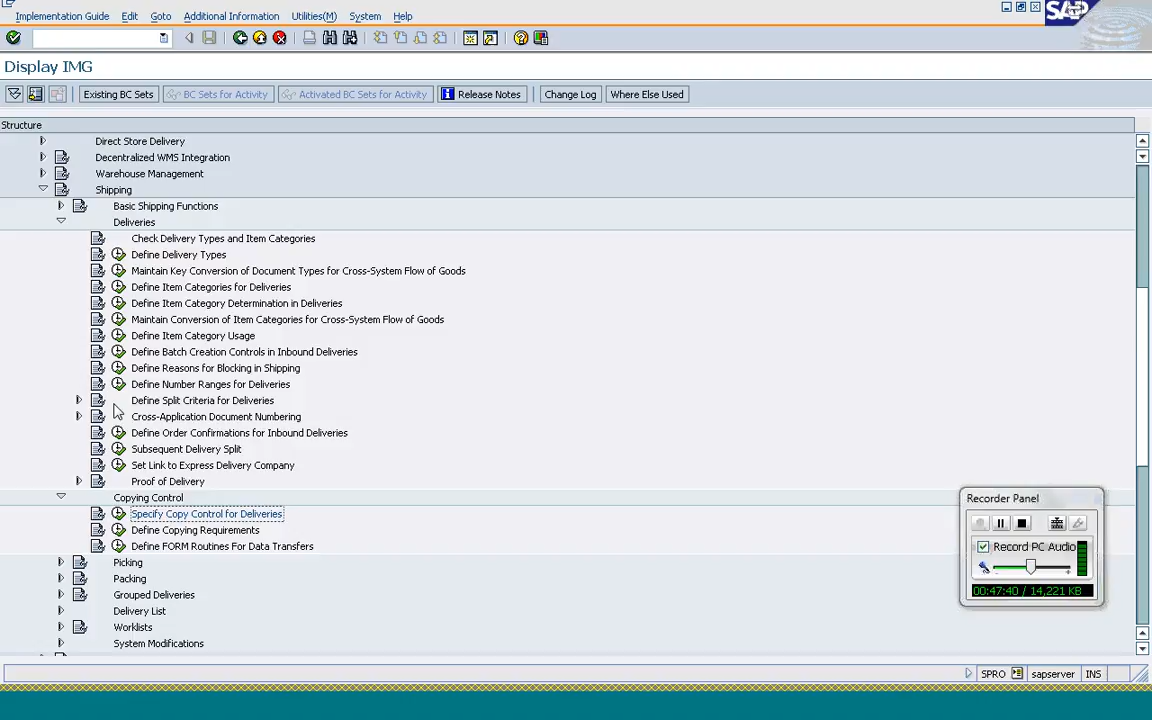 Implementation Guide Edit Goto Additional Information Utilities(M) System Help
SAP
Display IMG
Existing BC Sets BC Sets for Activity Activated BC Sets for Activity Release Notes Change Log Where Else Used
Structure
Direct Store Delivery
Decentralized WMS Integration
Warehouse Management
Shipping
Basic Shipping Functions
Deliveries
Check Delivery Types and Item Categories
Define Delivery Types
Maintain Key Conversion of Document Types for Cross-System Flow of Goods
Define Item Categories for Deliveries
Define Item Category Determination in Deliveries
Maintain Conversion of Item Categories for Cross-System Flow of Goods
Define Item Category Usage
Define Batch Creation Controls in Inbound Deliveries
Define Reasons for Blocking in Shipping
Define Number Ranges for Deliveries
Define Split Criteria for Deliveries
Cross-Application Document Numbering
Define Order Confirmations for Inbound Deliveries
Subsequent Delivery Split
Set Link to Express Delivery Company
Proof of Delivery
Copying Control
Specify Copy Control for Deliveries
Define Copying Requirements
Define FORM Routines For Data Transfers
Picking
Packing
Grouped Deliveries
Delivery List
Worklists
System Modifications
Recorder Panel
Record PC Audio
00:47:40 / 14,221 KB
SPRO sapserver INS